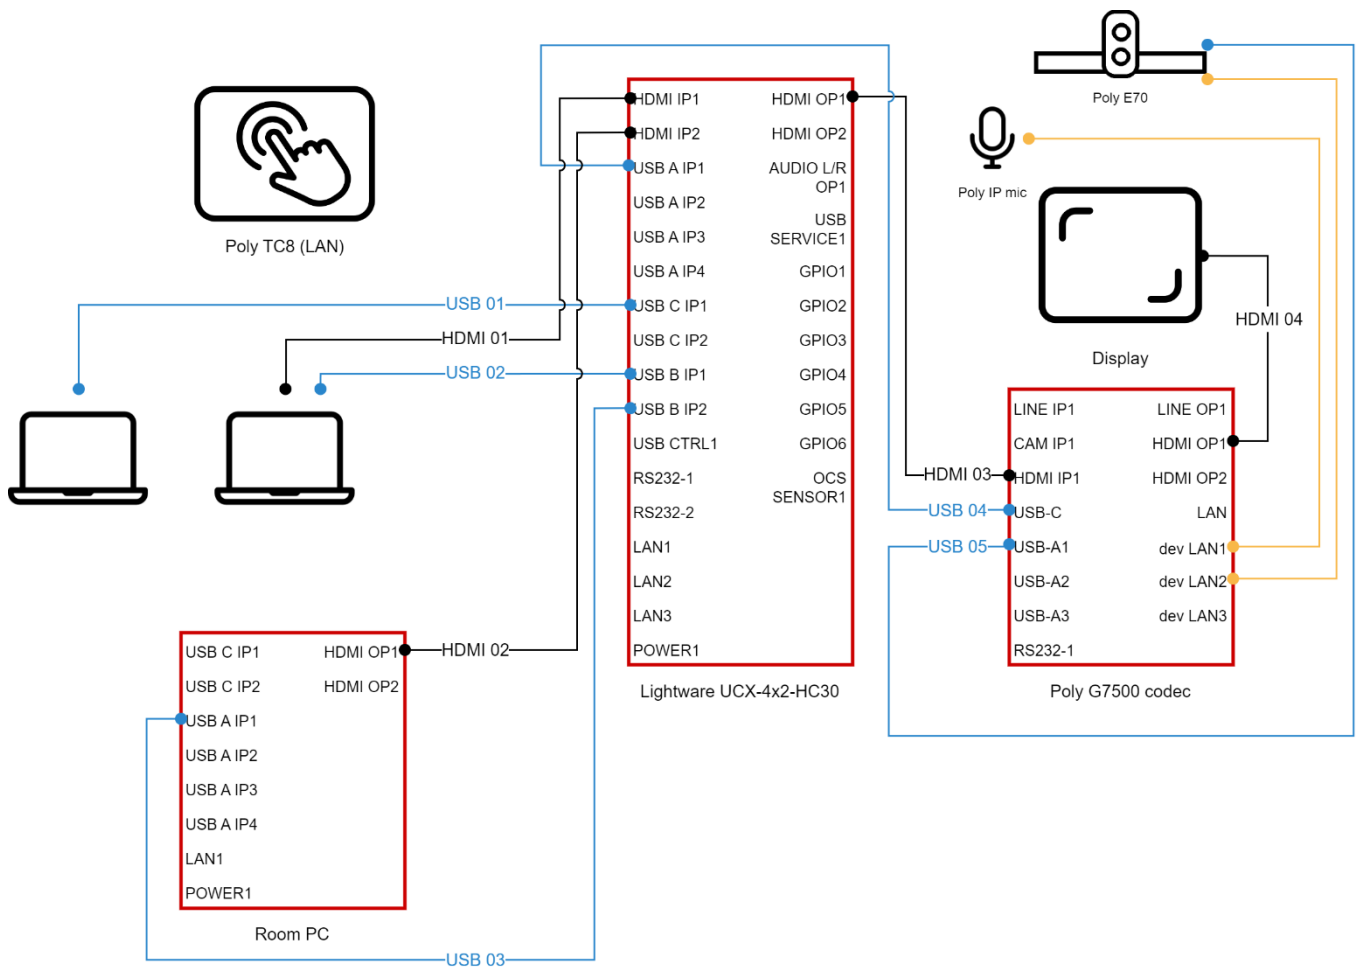 Poly E70
Poly IP mic
Poly TC8 (LAN)
Display
HDMI 04
USB 01
HDMI 01
USB 02
HDMI IP1
HDMI IP2
USB A IP1
USB A IP2
USB A IP3
USB A IP4
USB C IP1
USB C IP2
USB B IP1
USB B IP2
USB CTRL1
RS232-1
RS232-2
LAN1
LAN2
LAN3
POWER1
HDMI OP1
HDMI OP2
AUDIO L/R
OP1
USB
SERVICE1
GPIO1
GPIO2
GPIO3
GPIO4
GPIO5
GPIO6
OCS
SENSOR1
Lightware UCX-4x2-HC30
HDMI 03
USB 04
USB 05
LINE IP1
CAM IP1
HDMI IP1
USB-C
USB-A1
USB-A2
USB-A3
RS232-1
LINE OP1
HDMI OP1
HDMI OP2
LAN
dev LAN1
dev LAN2
dev LAN3
Poly G7500 codec
USB C IP1
USB C IP2
USB A IP1
USB A IP2
USB A IP3
USB A IP4
LAN1
POWER1
HDMI OP1
HDMI OP2
HDMI 02
Room PC
USB 03